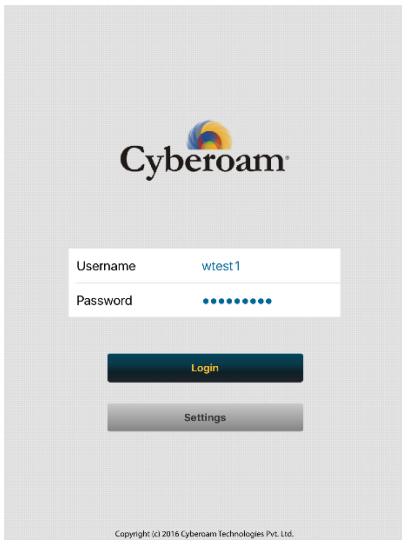 Cyberoam®
Username wtest1
Password •••••••••
Login
Settings
Copyright (c) 2016 Cyberoam Technologies Pvt. Ltd.